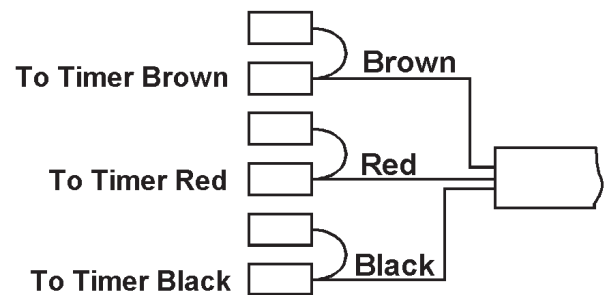 Brown
To Timer Brown
Red
To Timer Red
Black
To Timer Black